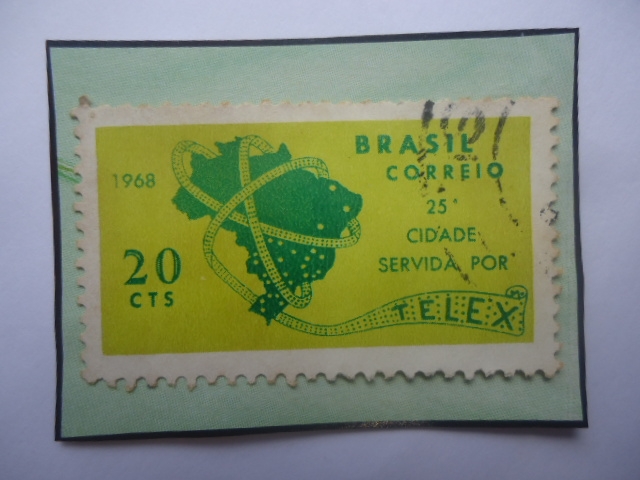 1968
20
CTS
BRASIL
CORREIO
25ª
CIDADE
SERVIDA POR
TELEX